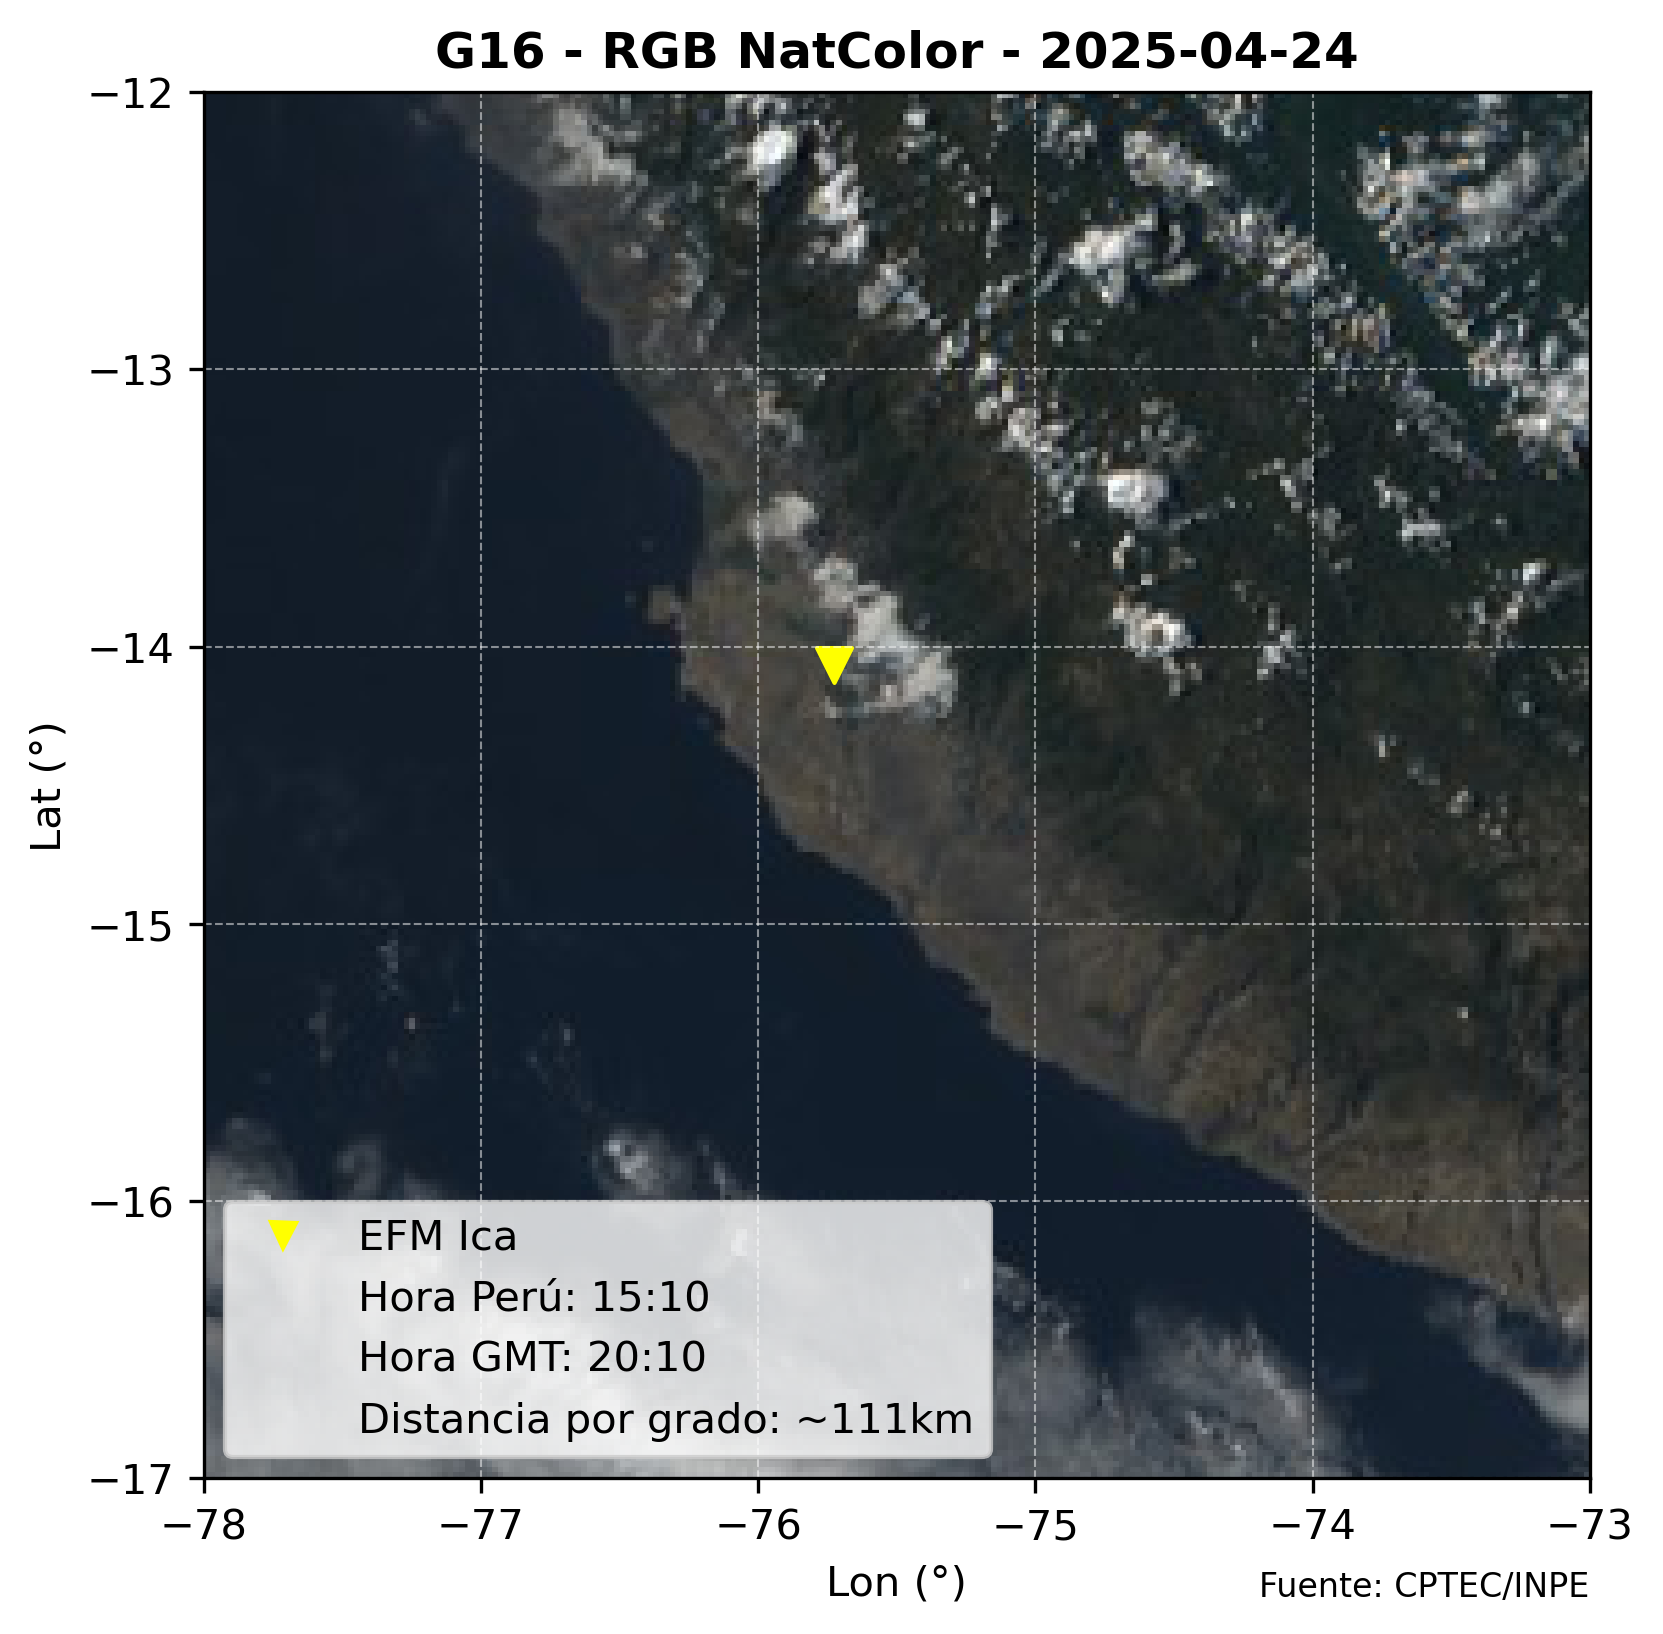 G16 - RGB NatColor - 2025-04-24
−12
−13
−14
−15
−16
−17
Lat (°)
EFM Ica
Hora Perú: 15:10
Hora GMT: 20:10
Distancia por grado: ~111km
−78 −77 −76 −75 −74 −73
Lon (°)
Fuente: CPTEC/INPE